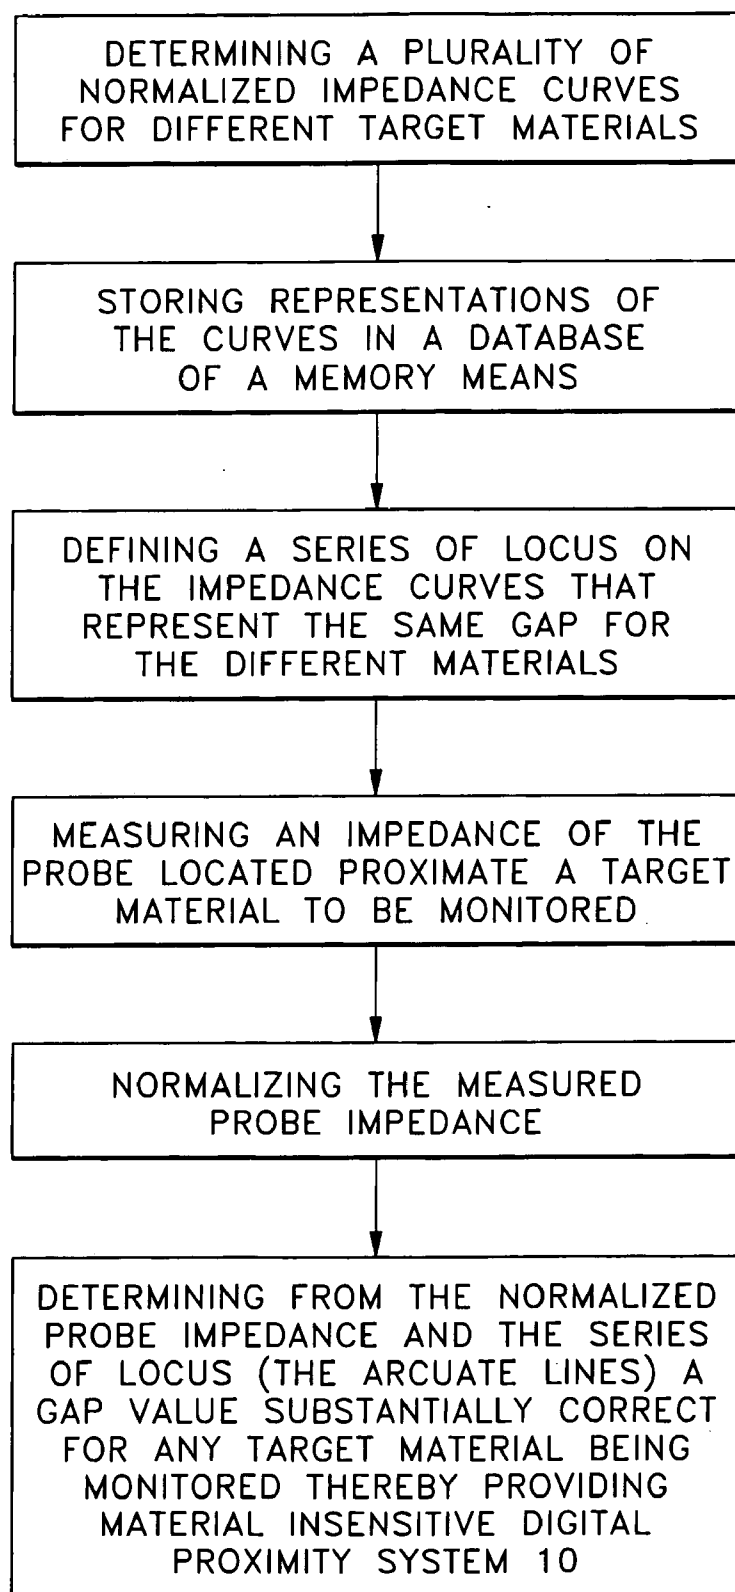 DETERMINING A PLURALITY OF
NORMALIZED IMPEDANCE CURVES
FOR DIFFERENT TARGET MATERIALS
STORING REPRESENTATIONS OF
THE CURVES IN A DATABASE
OF A MEMORY MEANS
DEFINING A SERIES OF LOCUS ON
THE IMPEDANCE CURVES THAT
REPRESENT THE SAME GAP FOR
THE DIFFERENT MATERIALS
MEASURING AN IMPEDANCE OF THE
PROBE LOCATED PROXIMATE A TARGET
MATERIAL TO BE MONITORED
NORMALIZING THE MEASURED
PROBE IMPEDANCE
DETERMINING FROM THE NORMALIZED
PROBE IMPEDANCE AND THE SERIES
OF LOCUS (THE ARCUATE LINES) A
GAP VALUE SUBSTANTIALLY CORRECT
FOR ANY TARGET MATERIAL BEING
MONITORED THEREBY PROVIDING
MATERIAL INSENSITIVE DIGITAL
PROXIMITY SYSTEM 10